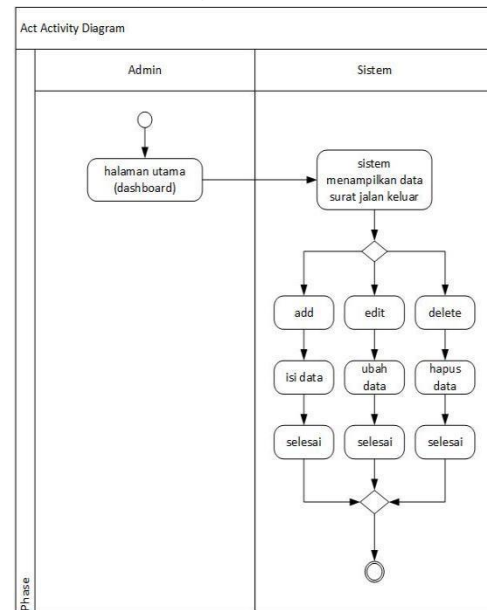 Act Activity Diagram
Admin
Sistem
halaman utama
(dashboard)
sistem
menampilkan data
surat jalan keluar
add
edit
delete
isi data
ubah
data
hapus
data
selesai
selesai
selesai
Phase